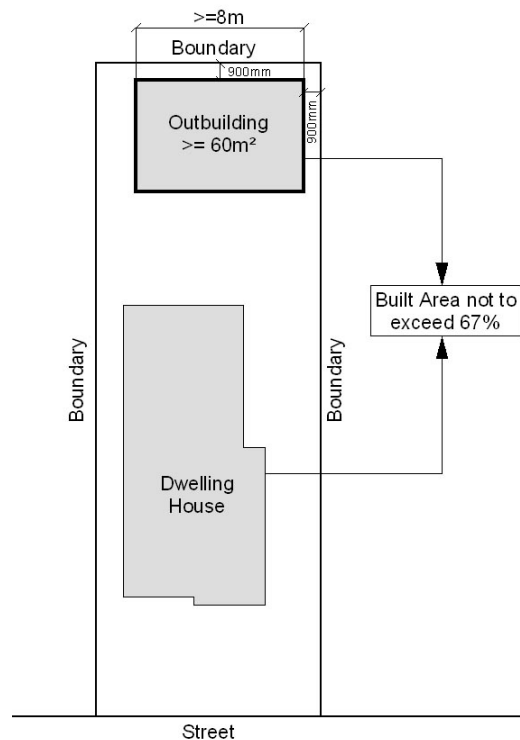 >=8m
Boundary
900mm
900mm
Outbuilding
>= 60m²
Built Area not to
exceed 67%
Boundary
Boundary
Dwelling
House
Street